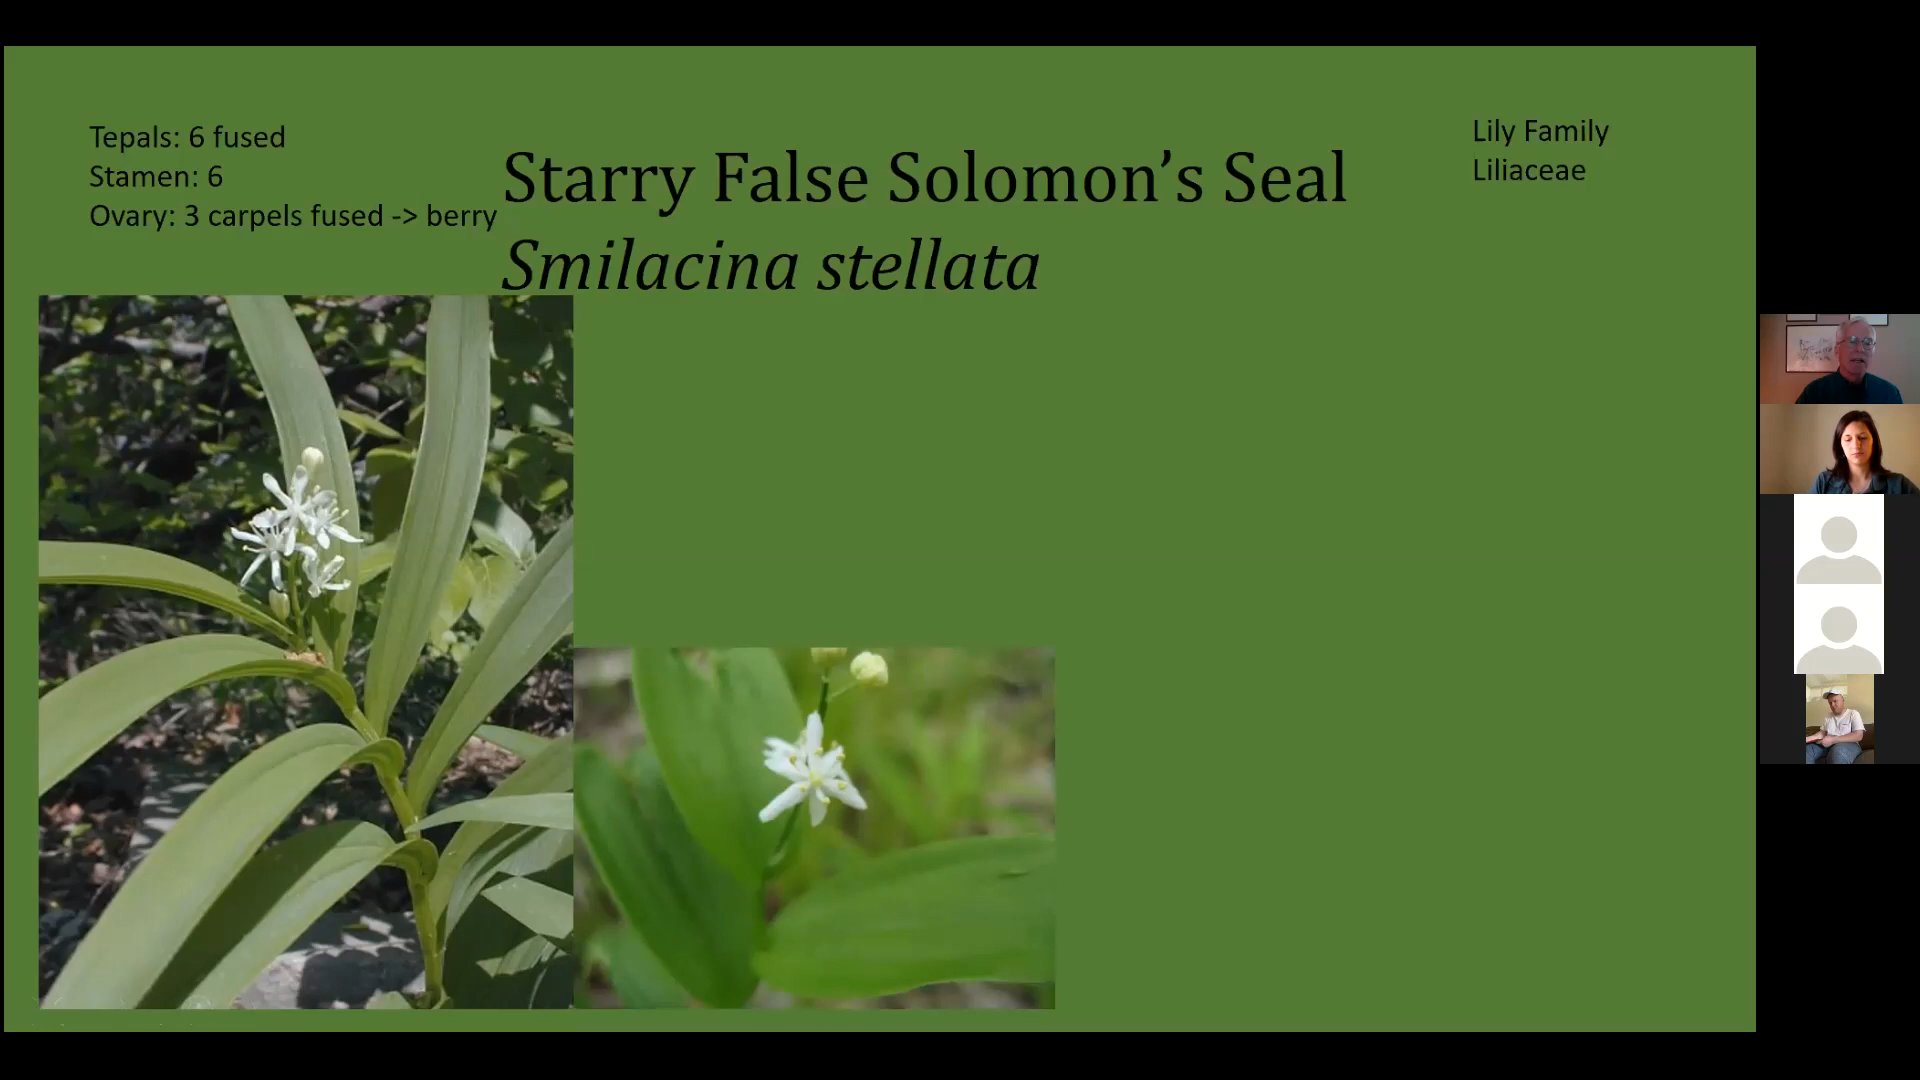 Tepals: 6 fused
Stamen: 6
Ovary: 3 carpels fused -> berry
Starry False Solomon’s Seal
Smilacina stellata
Lily Family
Liliaceae